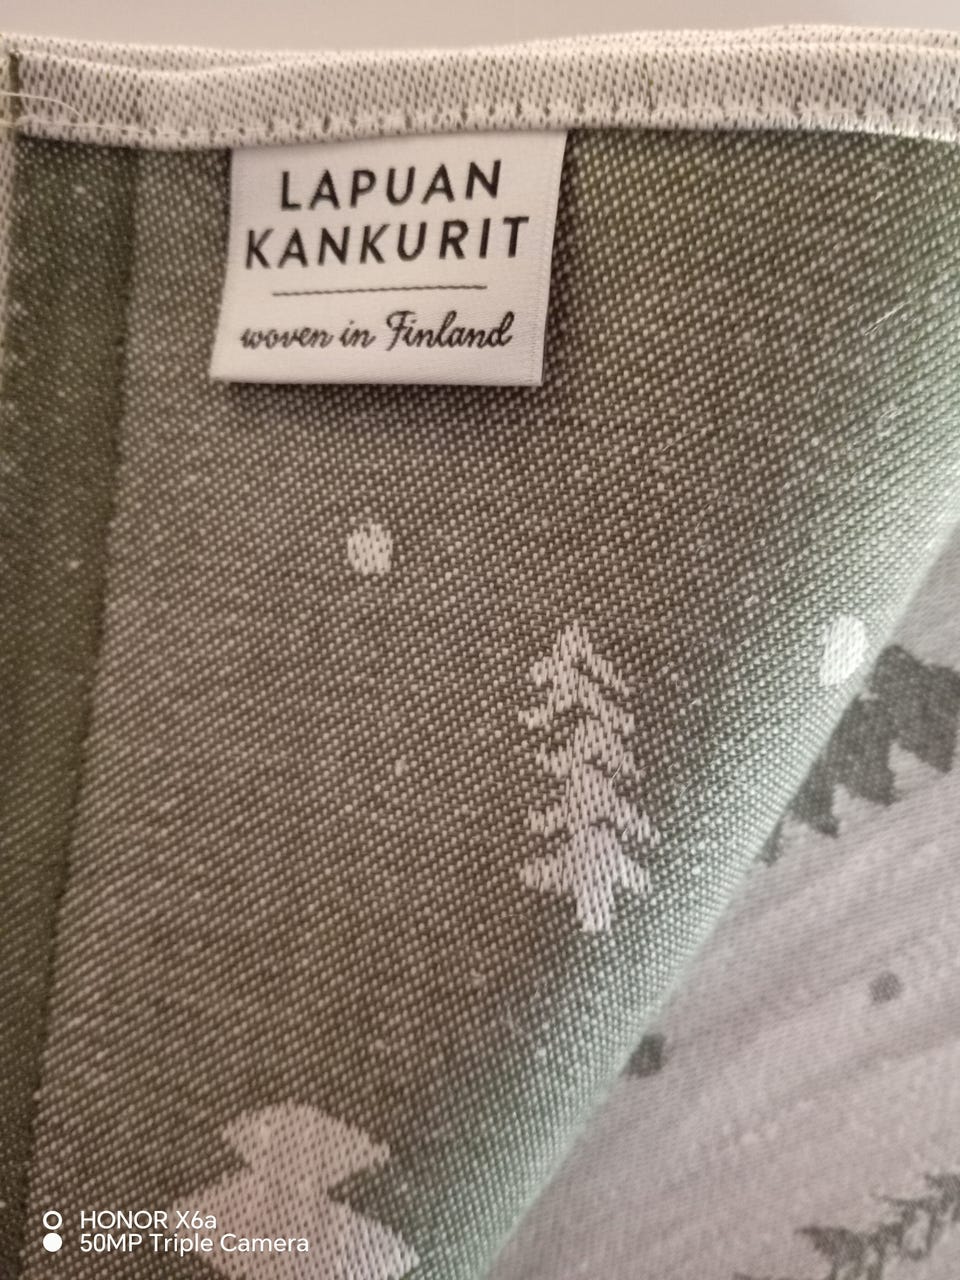 LAPUAN
KANKURIT
woven in Finland
HONOR X6a
50MP Triple Camera